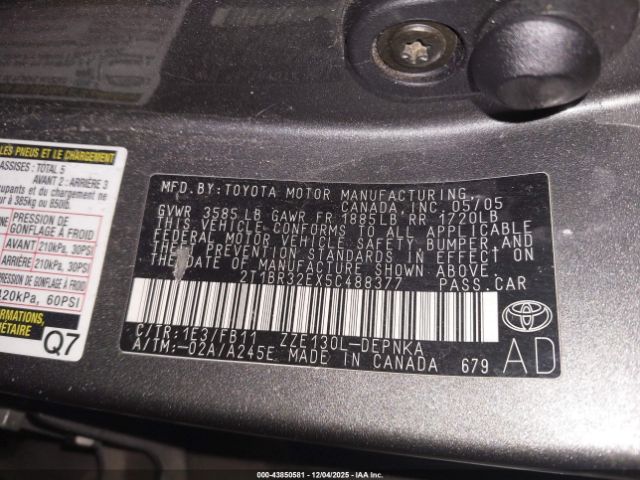 LES PNEUS ET LE CHARGEMENT
ASSISES: TOTAL 5
AVANT 2: ARRIÈRE 3
cupants et du chargement ne
r à 385kg ou 850lb.
PRESSION DE
GONFLAGE À FROID
AVANT 210kPa, 30PSI
ARRIÈRE 210kPa, 30PSI
PRESSION DE
GONFLAGE À FROID
420kPa, 60PSI
FORMATIONS,
Q7
MFD. BY: TOYOTA MOTOR MANUFACTURING
CANADA, INC. 05/05
GVWR 3585 LB GAWR FR 1885LB RR 1720LB
THIS VEHICLE CONFORMS TO ALL APPLICABLE
FEDERAL MOTOR VEHICLE SAFETY, BUMPER, AND
THEFT PREVENTION STANDARDS IN EFFECT ON
THE DATE OF MANUFACTURE SHOWN ABOVE.
2T1BR32EX5C488377 PASS.CAR
C/TR:1E3/FB11 ZZE130L-DEPNKA
A/TM:-02A/A245E MADE IN CANADA 679
AD
000-43850581 - 12/04/2025 - IAA Inc.